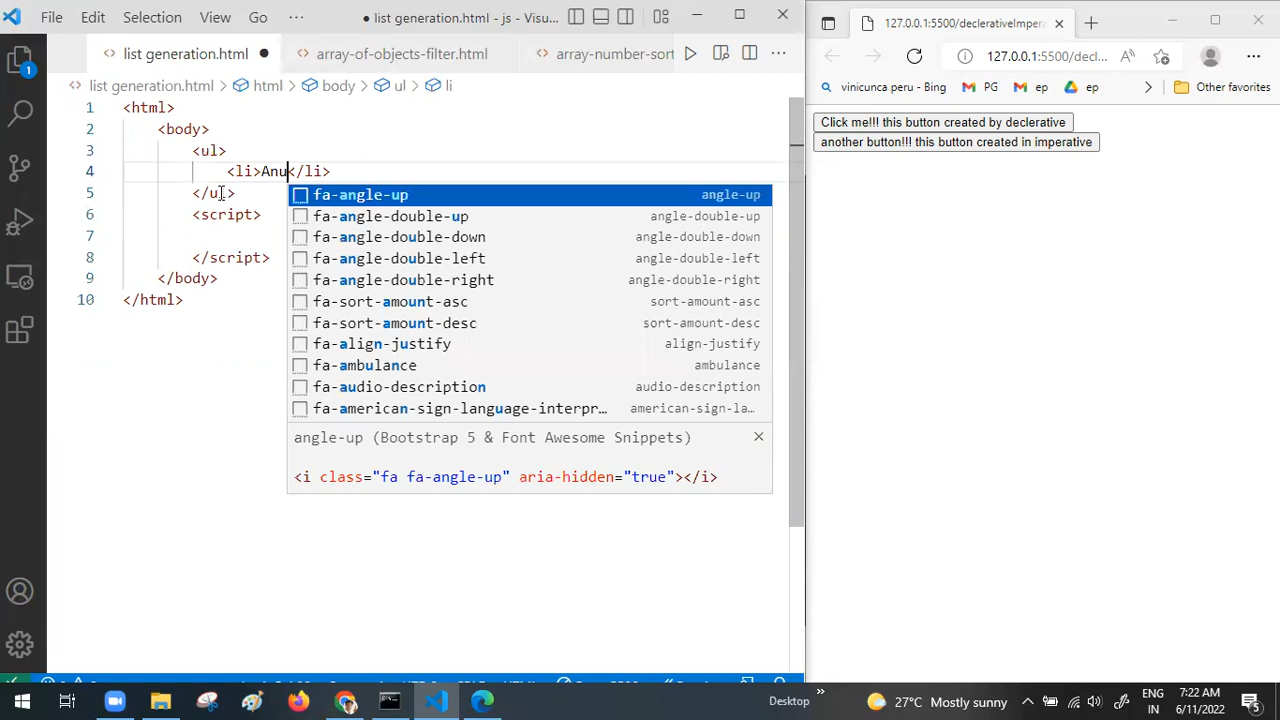 File Edit Selection View Go ··· ● list generation.html - js - Visu...
list generation.html ● array-of-objects-filter.html array-number-sort
list generation.html > html > body > ul > li
1 <html>
2 <body>
3 <ul>
4 <li>Anu</li>
5 </ul>
6 <script>
7
8 </script>
9 </body>
10 </html>
fa-angle-up angle-up
fa-angle-double-up angle-double-up
fa-angle-double-down angle-double-down
fa-angle-double-left angle-double-left
fa-angle-double-right angle-double-right
fa-sort-amount-asc sort-amount-asc
fa-sort-amount-desc sort-amount-desc
fa-align-justify align-justify
fa-ambulance ambulance
fa-audio-description audio-description
fa-american-sign-language-interpr... american-sign-la...
angle-up (Bootstrap 5 & Font Awesome Snippets)
<i class="fa fa-angle-up" aria-hidden="true"></i>
1
127.0.0.1:5500/declerativeImpera
127.0.0.1:5500/decl...
vinicunca peru - Bing PG ep ep Other favorites
Click me!!! this button created by declerative
another button!!! this button created in imperative
Desktop 27°C Mostly sunny ENG IN 7:22 AM 6/11/2022 5